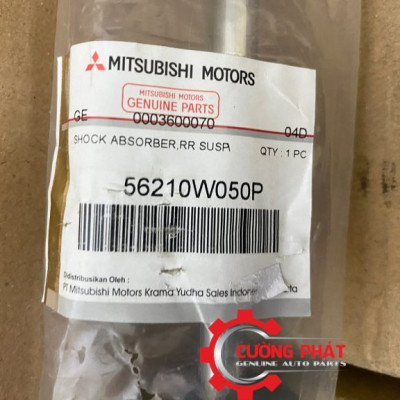 MITSUBISHI MOTORS
MITSUBISHI MOTORS
GENUINE PARTS
GE 0003600070 04D
SHOCK ABSORBER,RR SUSP QTY : 1 PC
56210W050P
Didistribusikan Oleh :
PT Mitsubishi Motors Krama Yudha Sales Indonesia
CƯỜNG PHÁT
GENUINE AUTO PARTS